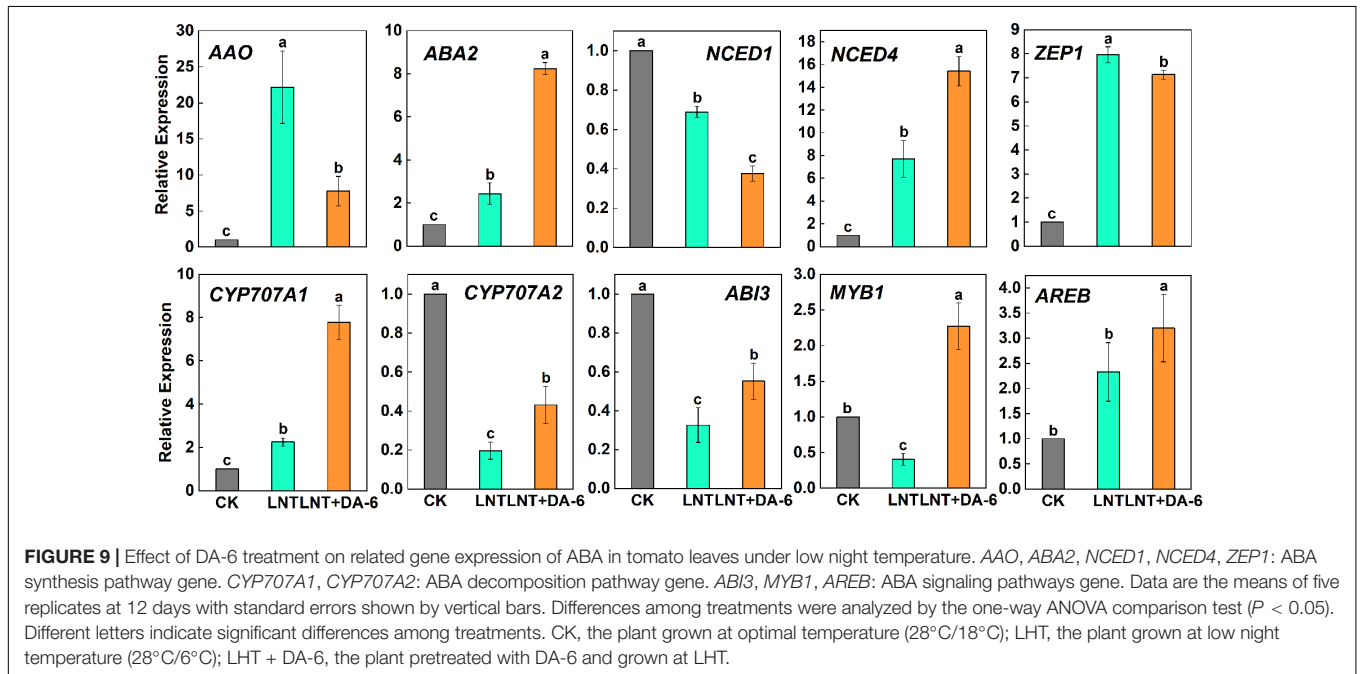 AAO
ABA2
NCED1
NCED4
ZEP1
Relative Expression
30
25
20
15
10
5
0
c
a
b
10
8
6
4
2
0
c
b
a
1.0
0.8
0.6
0.4
0.2
0.0
a
b
c
18
16
14
12
10
8
6
4
2
0
c
b
a
9
8
7
6
5
4
3
2
1
0
c
a
b
CYP707A1
CYP707A2
ABI3
MYB1
AREB
Relative Expression
10
8
6
4
2
0
c
b
a
1.0
0.8
0.6
0.4
0.2
0.0
a
c
b
1.0
0.8
0.6
0.4
0.2
0.0
a
c
b
3.0
2.5
2.0
1.5
1.0
0.5
0.0
b
c
a
4.0
3.5
3.0
2.5
2.0
1.5
1.0
0.5
0.0
b
b
a
CK LNT LNT+DA-6 CK LNT LNT+DA-6 CK LNT LNT+DA-6 CK LNT LNT+DA-6 CK LNT LNT+DA-6
FIGURE 9 | Effect of DA-6 treatment on related gene expression of ABA in tomato leaves under low night temperature. AAO, ABA2, NCED1, NCED4, ZEP1: ABA
synthesis pathway gene. CYP707A1, CYP707A2: ABA decomposition pathway gene. ABI3, MYB1, AREB: ABA signaling pathways gene. Data are the means of five
replicates at 12 days with standard errors shown by vertical bars. Differences among treatments were analyzed by the one-way ANOVA comparison test (P < 0.05).
Different letters indicate significant differences among treatments. CK, the plant grown at optimal temperature (28°C/18°C); LHT, the plant grown at low night
temperature (28°C/6°C); LHT + DA-6, the plant pretreated with DA-6 and grown at LHT.